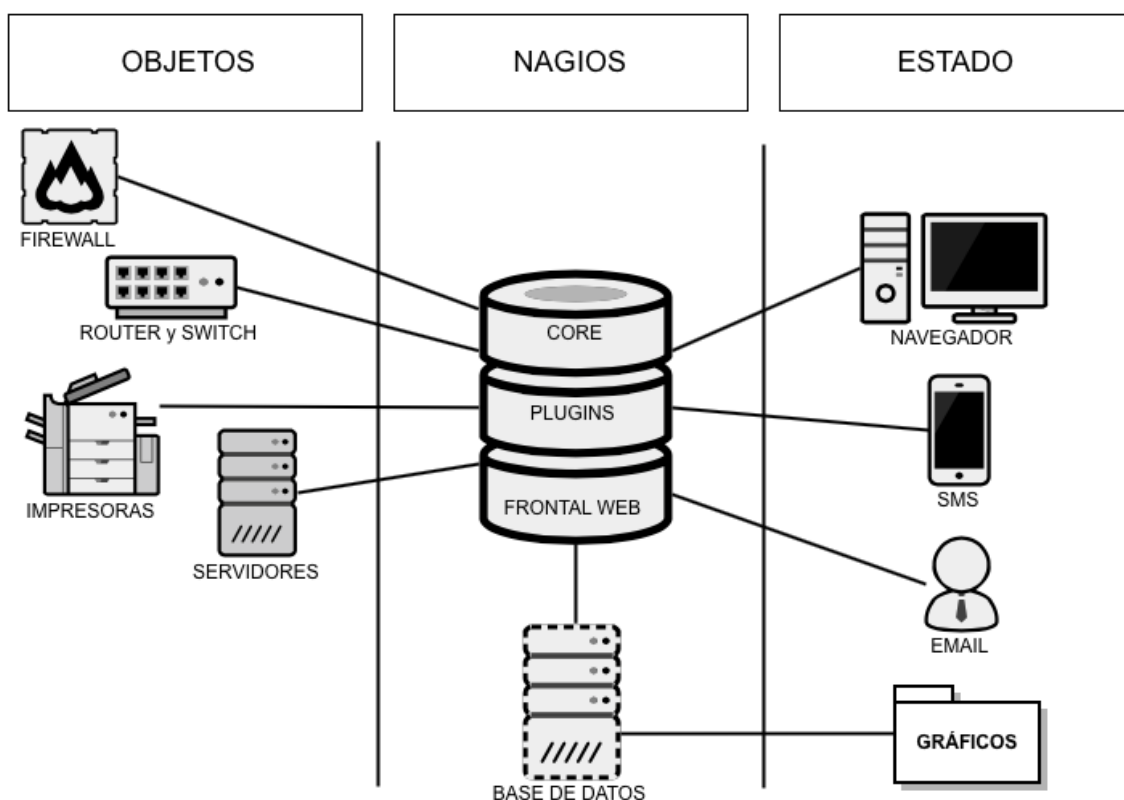 OBJETOS
NAGIOS
ESTADO
FIREWALL
ROUTER y SWITCH
IMPRESORAS
SERVIDORES
CORE
PLUGINS
FRONTAL WEB
BASE DE DATOS
NAVEGADOR
SMS
EMAIL
GRÁFICOS